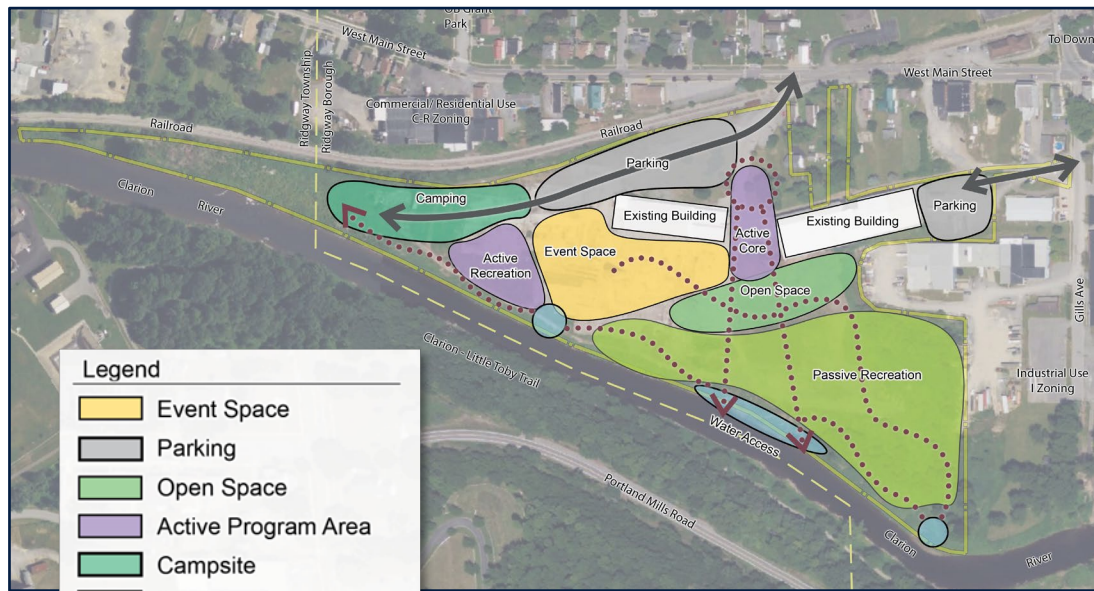 OB Grant
Park
West Main Street
To Down
West Main Street
Ridgway Township
Ridgway Borough
Commercial/ Residential Use
C-R Zoning
Railroad
Railroad
Parking
Clarion
River
Camping
Existing Building
Existing Building
Parking
Active
Core
Active
Recreation
Event Space
Open Space
Gills Ave
Clarion - Little Toby Trail
Passive Recreation
Industrial Use
I Zoning
Water Access
Portland Mills Road
Clarion
River
Legend
Event Space
Parking
Open Space
Active Program Area
Campsite